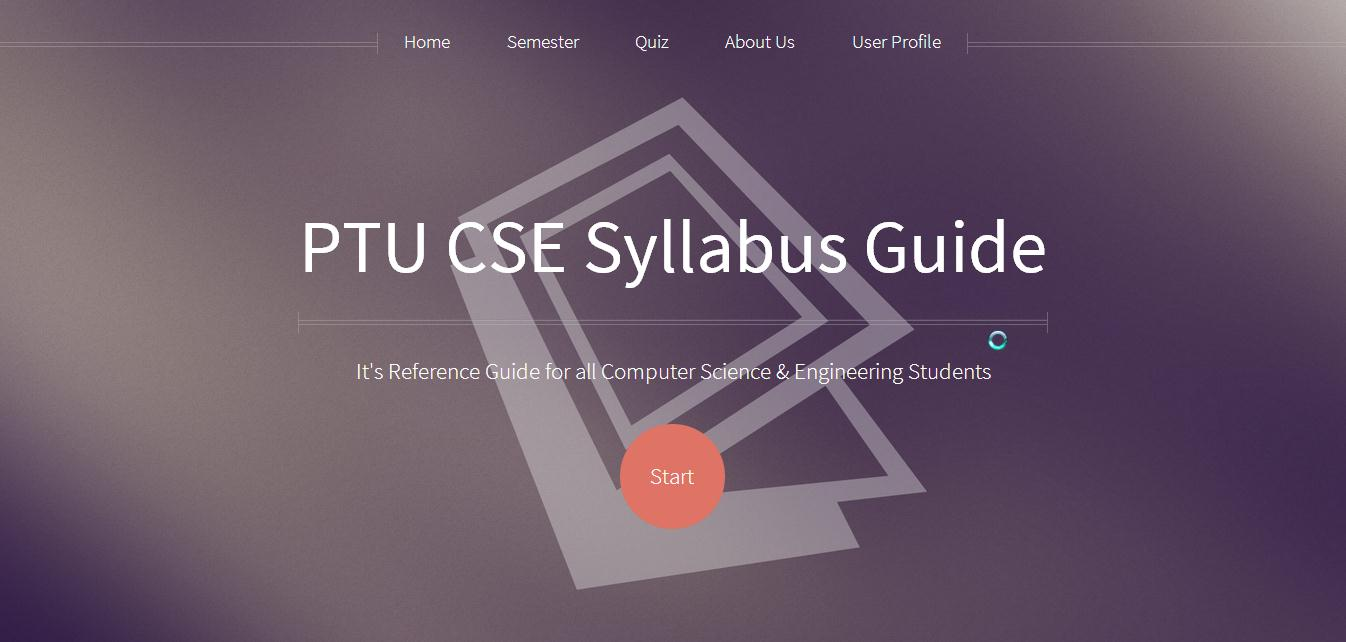 Home Semester Quiz About Us User Profile
PTU CSE Syllabus Guide
It's Reference Guide for all Computer Science & Engineering Students
Start